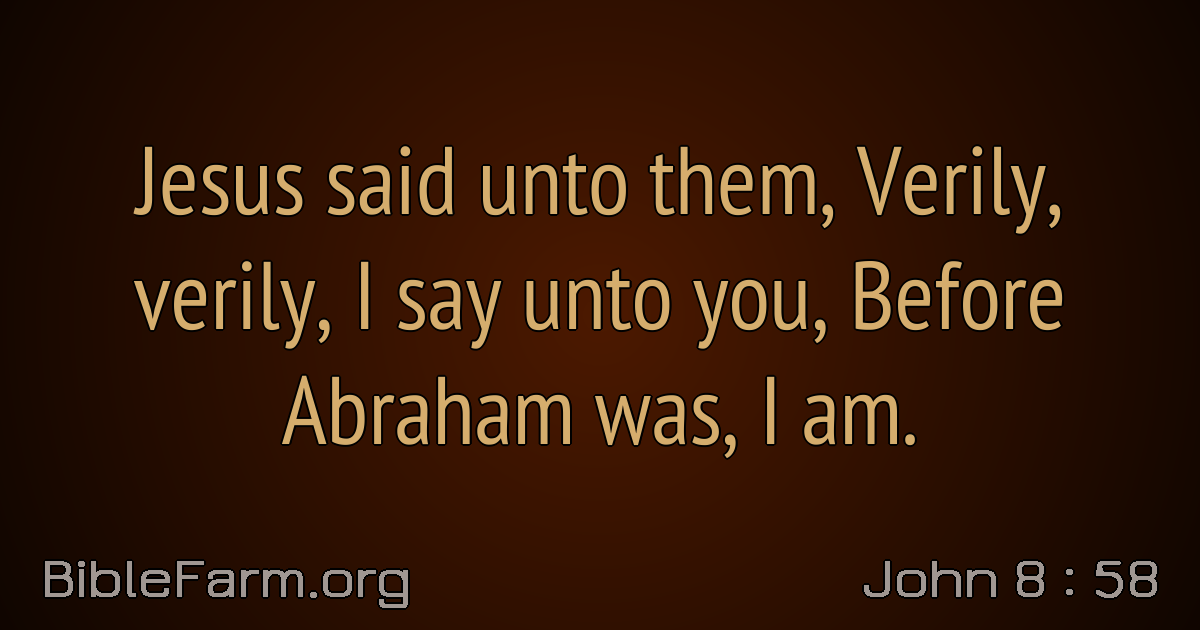 Jesus said unto them, Verily,
verily, I say unto you, Before
Abraham was, I am.
BibleFarm.org
John 8 : 58